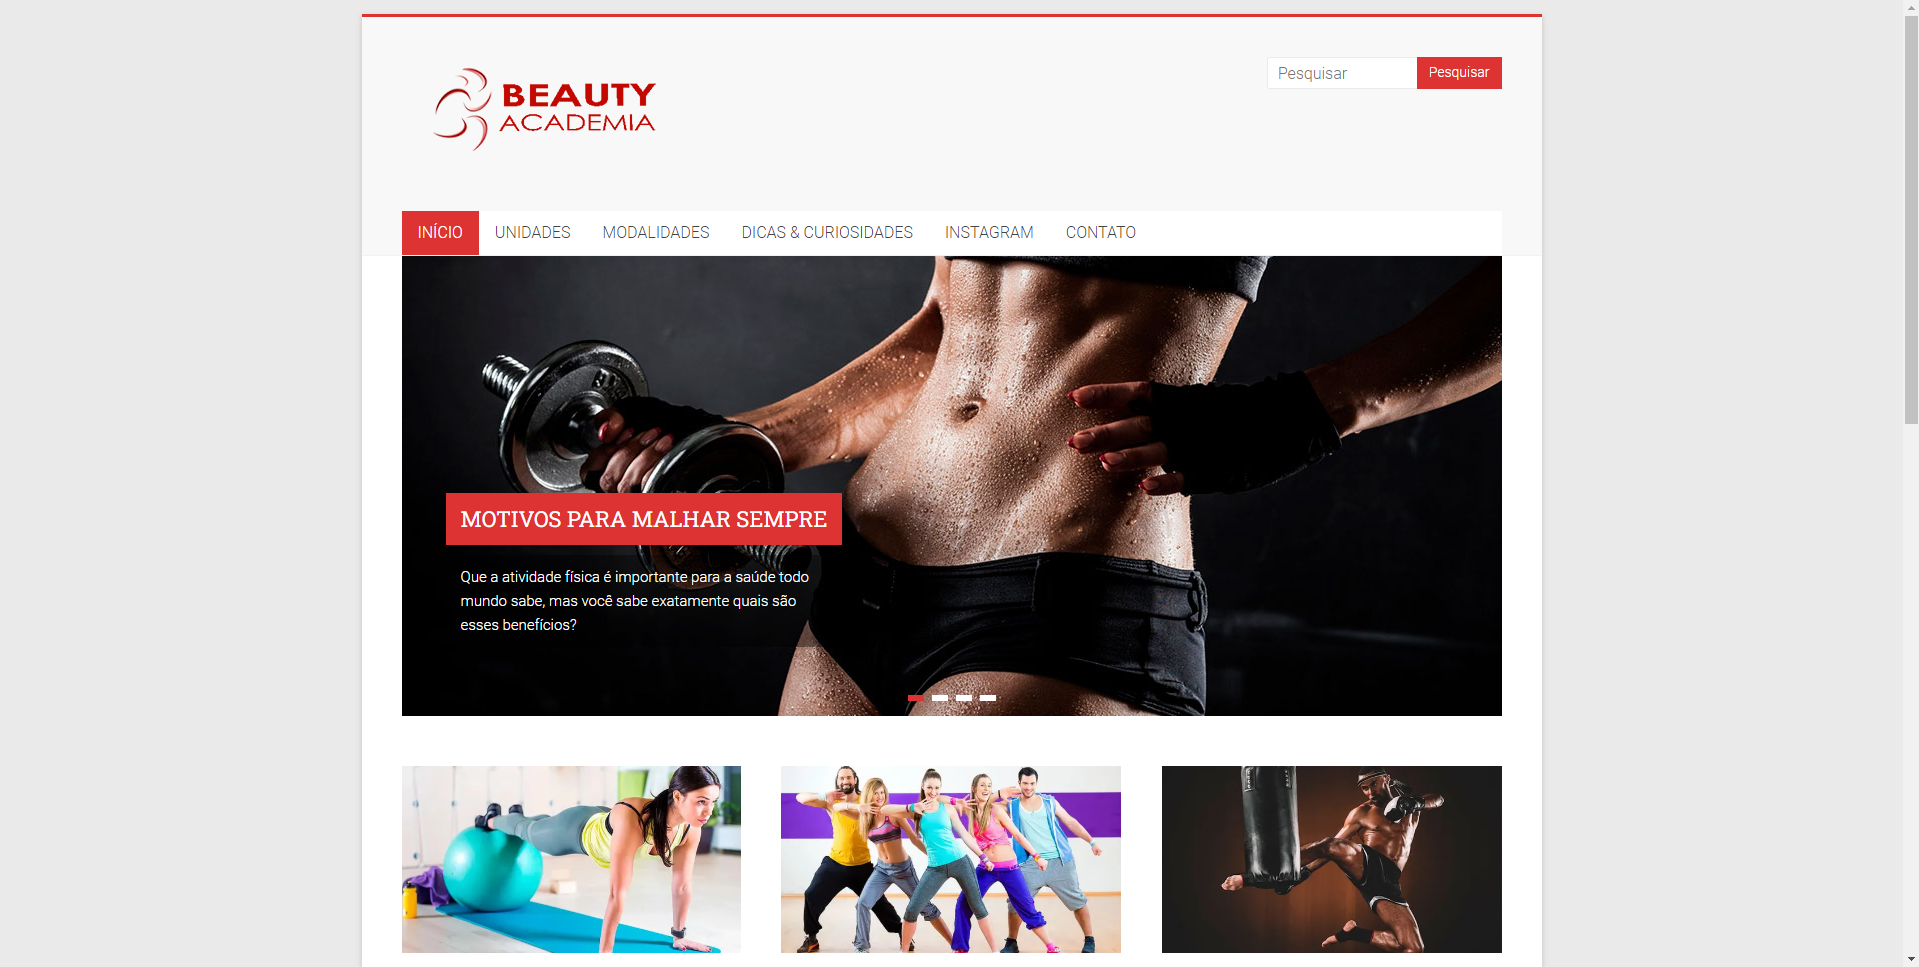 BEAUTY
ACADEMIA
Pesquisar
Pesquisar
INÍCIO
UNIDADES
MODALIDADES
DICAS & CURIOSIDADES
INSTAGRAM
CONTATO
MOTIVOS PARA MALHAR SEMPRE
Que a atividade física é importante para a saúde todo
mundo sabe, mas você sabe exatamente quais são
esses benefícios?